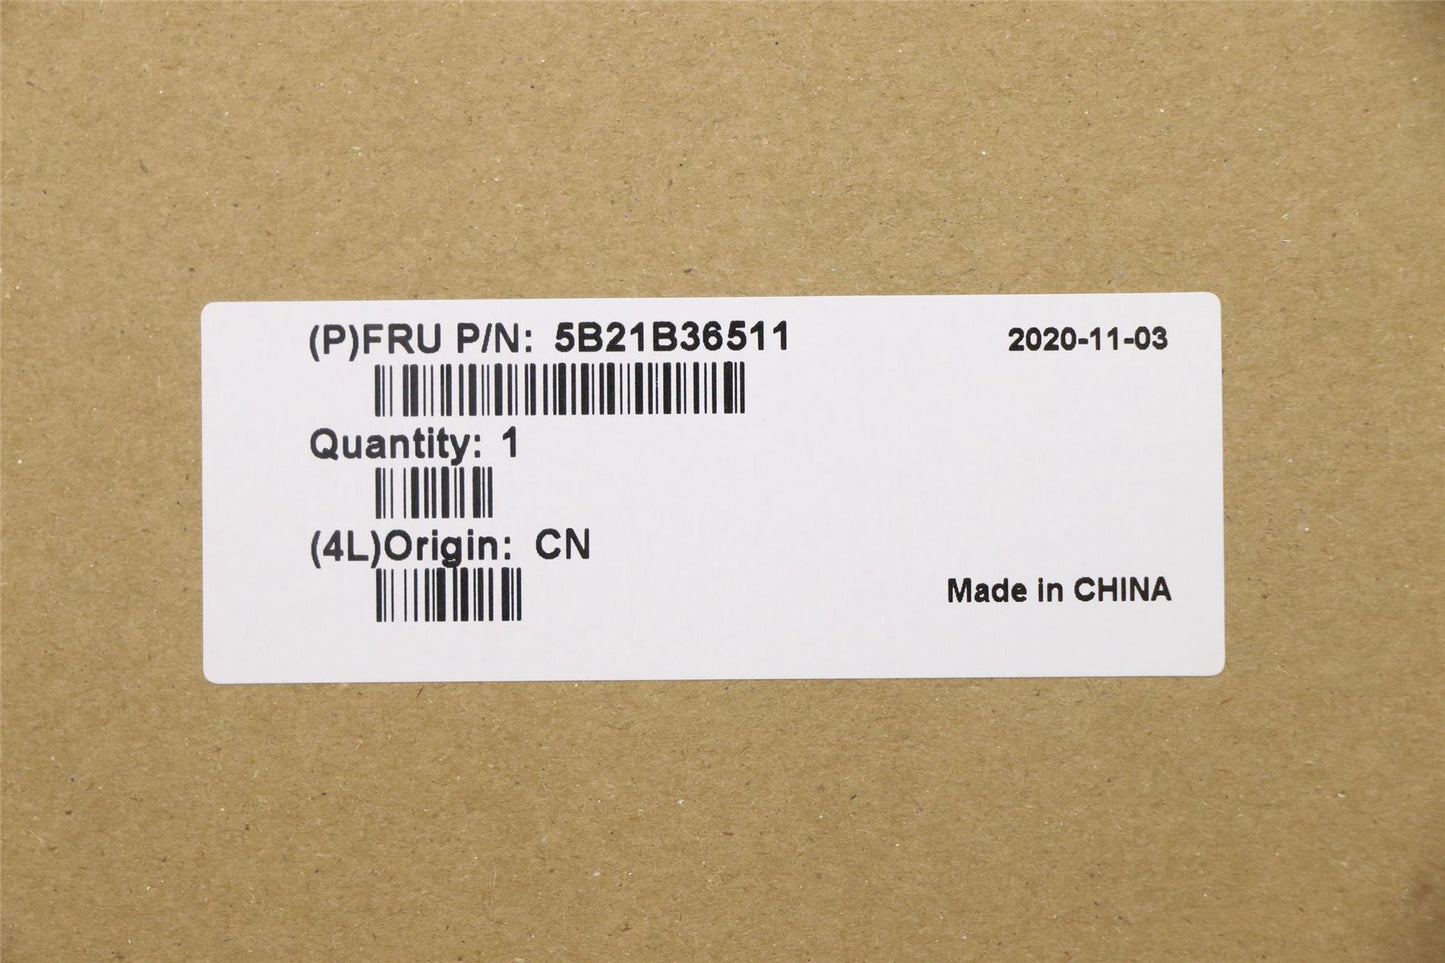 (P)FRU P/N: 5B21B36511
2020-11-03
Quantity: 1
(4L)Origin: CN
Made in CHINA